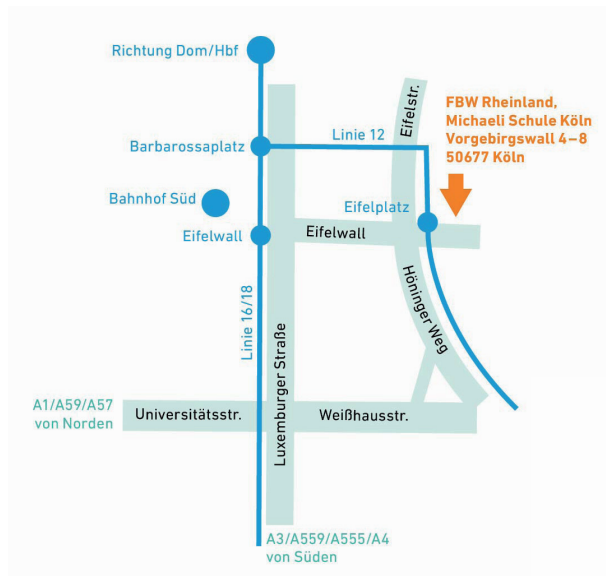 Richtung Dom/Hbf
FBW Rheinland,
Michaeli Schule Köln
Vorgebirgswall 4–8
50677 Köln
Eifelstr.
Linie 12
Barbarossaplatz
Bahnhof Süd
Eifelplatz
Eifelwall
Eifelwall
Höninger Weg
Linie 16/18
Luxemburger Straße
A1/A59/A57
von Norden
Universitätsstr.
Weißhausstr.
A3/A559/A555/A4
von Süden